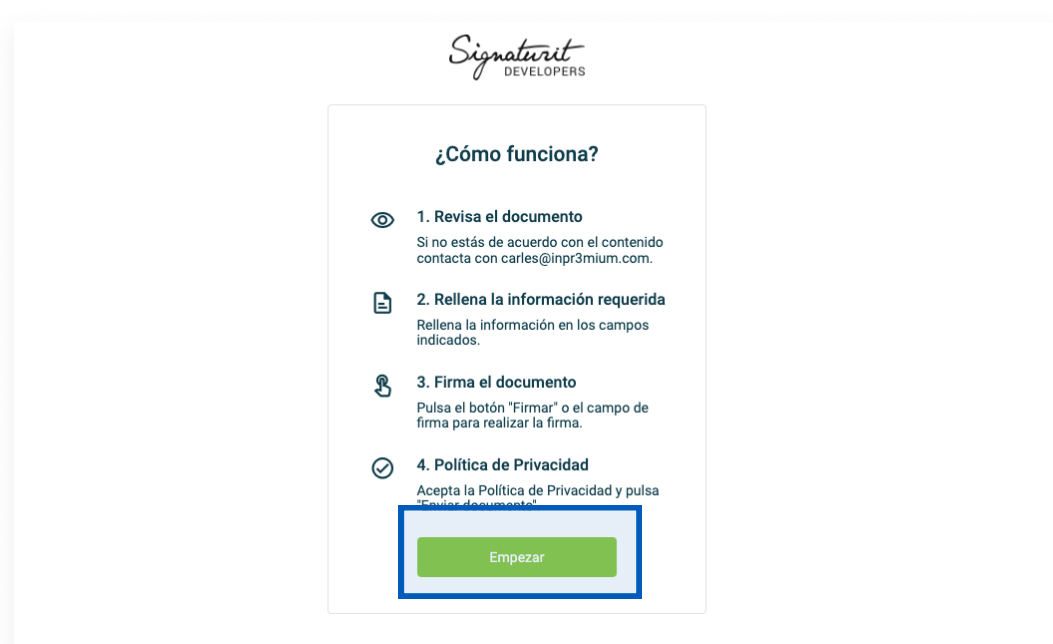 Signaturit
DEVELOPERS
¿Cómo funciona?
1. Revisa el documento
Si no estás de acuerdo con el contenido
contacta con carles@inpr3mium.com.
2. Rellena la información requerida
Rellena la información en los campos
indicados.
3. Firma el documento
Pulsa el botón "Firmar" o el campo de
firma para realizar la firma.
4. Política de Privacidad
Acepta la Política de Privacidad y pulsa
"Enviar documento"
Empezar